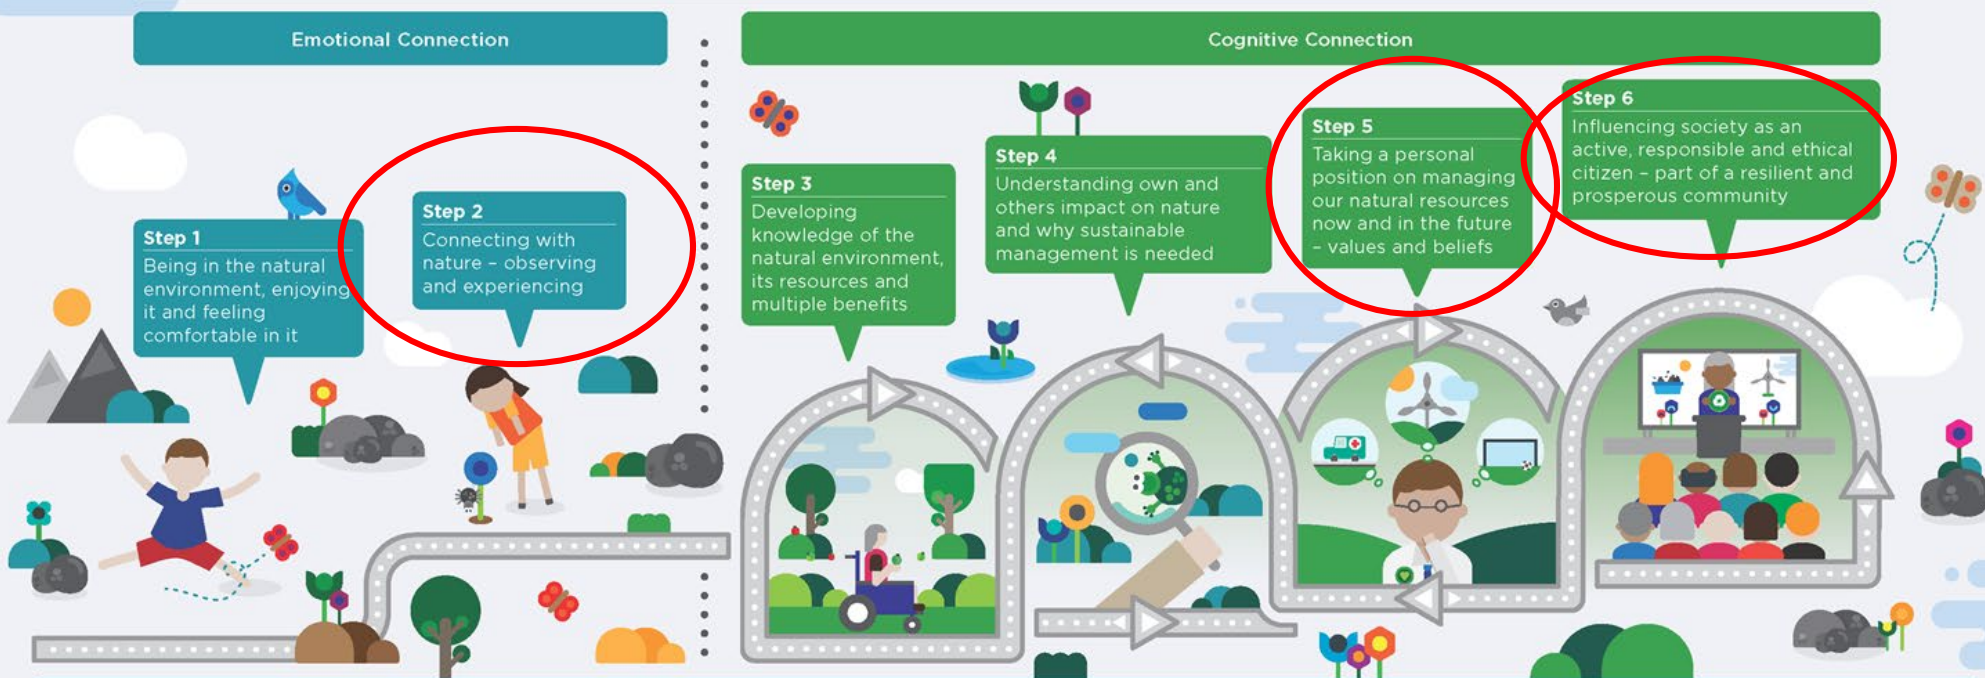 Emotional Connection
Cognitive Connection
Step 1
Being in the natural
environment, enjoying
it and feeling
comfortable in it
Step 2
Connecting with
nature – observing
and experiencing
Step 3
Developing
knowledge of the
natural environment,
its resources and
multiple benefits
Step 4
Understanding own and
others impact on nature
and why sustainable
management is needed
Step 5
Taking a personal
position on managing
our natural resources
now and in the future
– values and beliefs
Step 6
Influencing society as an
active, responsible and ethical
citizen – part of a resilient and
prosperous community